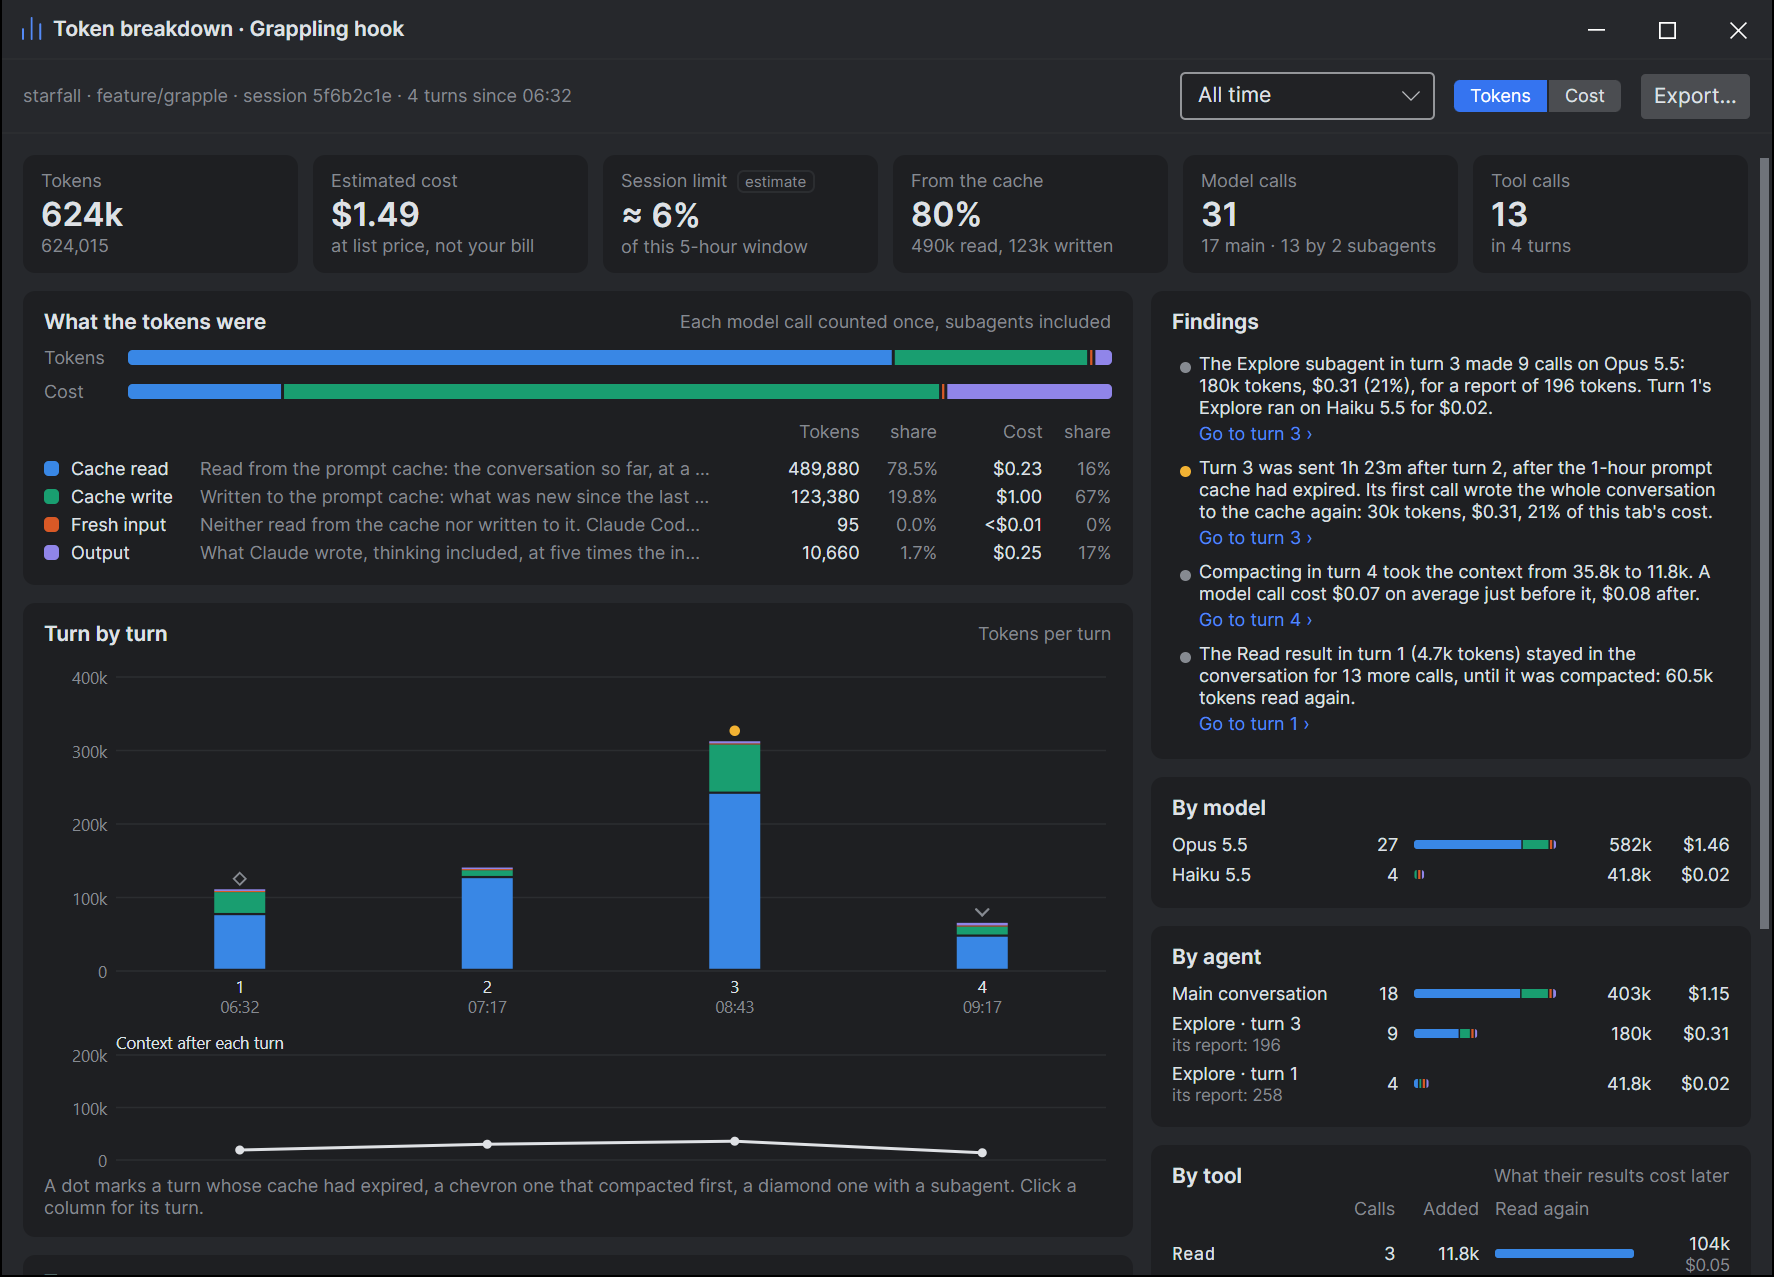 Token breakdown · Grappling hook
starfall · feature/grapple · session 5f6b2c1e · 4 turns since 06:32
All time
Tokens
Cost
Export...
Tokens
624k
624,015
Estimated cost
$1.49
at list price, not your bill
Session limit estimate
≈ 6%
of this 5-hour window
From the cache
80%
490k read, 123k written
Model calls
31
17 main · 13 by 2 subagents
Tool calls
13
in 4 turns
What the tokens were
Each model call counted once, subagents included
Tokens
Cost
Tokens share Cost share
Cache read Read from the prompt cache: the conversation so far, at a ... 489,880 78.5% $0.23 16%
Cache write Written to the prompt cache: what was new since the last ... 123,380 19.8% $1.00 67%
Fresh input Neither read from the cache nor written to it. Claude Cod... 95 0.0% <$0.01 0%
Output What Claude wrote, thinking included, at five times the in... 10,660 1.7% $0.25 17%
Turn by turn
Tokens per turn
400k
300k
200k
100k
0
1 2 3 4
06:32 07:17 08:43 09:17
Context after each turn
200k
100k
0
A dot marks a turn whose cache had expired, a chevron one that compacted first, a diamond one with a subagent. Click a
column for its turn.
Findings
The Explore subagent in turn 3 made 9 calls on Opus 5.5:
180k tokens, $0.31 (21%), for a report of 196 tokens. Turn 1's
Explore ran on Haiku 5.5 for $0.02.
Go to turn 3 ›
Turn 3 was sent 1h 23m after turn 2, after the 1-hour prompt
cache had expired. Its first call wrote the whole conversation
to the cache again: 30k tokens, $0.31, 21% of this tab's cost.
Go to turn 3 ›
Compacting in turn 4 took the context from 35.8k to 11.8k. A
model call cost $0.07 on average just before it, $0.08 after.
Go to turn 4 ›
The Read result in turn 1 (4.7k tokens) stayed in the
conversation for 13 more calls, until it was compacted: 60.5k
tokens read again.
Go to turn 1 ›
By model
Opus 5.5 27 582k $1.46
Haiku 5.5 4 41.8k $0.02
By agent
Main conversation 18 403k $1.15
Explore · turn 3 9 180k $0.31
its report: 196
Explore · turn 1 4 41.8k $0.02
its report: 258
By tool
What their results cost later
Calls Added Read again
Read 3 11.8k 104k
$0.05